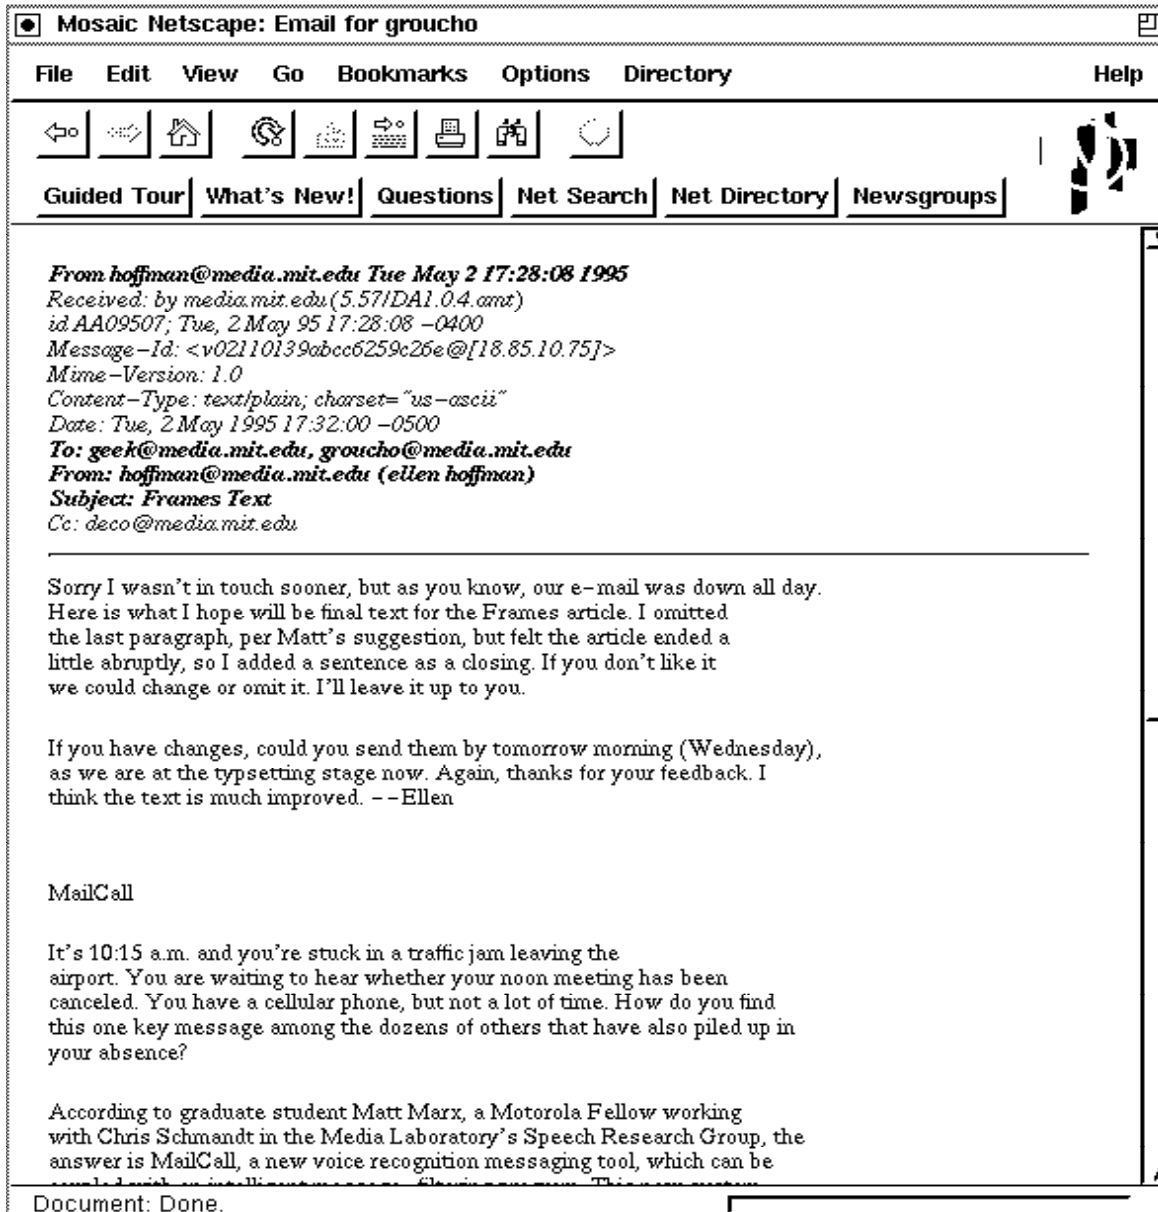 Mosaic Netscape: Email for groucho
File Edit View Go Bookmarks Options Directory Help
Guided Tour What's New! Questions Net Search Net Directory Newsgroups
From hoffman@media.mit.edu Tue May 2 17:28:08 1995
Received: by media.mit.edu (5.57/DA1.0.4.amt)
id AA09507; Tue, 2 May 95 17:28:08 -0400
Message-Id: <v02110139abcc6259c26e@[18.85.10.75]>
Mime-Version: 1.0
Content-Type: text/plain; charset="us-ascii"
Date: Tue, 2 May 1995 17:32:00 -0500
To: geek@media.mit.edu, groucho@media.mit.edu
From: hoffman@media.mit.edu (ellen hoffman)
Subject: Frames Text
Cc: deco@media.mit.edu
Sorry I wasn't in touch sooner, but as you know, our e-mail was down all day.
Here is what I hope will be final text for the Frames article. I omitted
the last paragraph, per Matt's suggestion, but felt the article ended a
little abruptly, so I added a sentence as a closing. If you don't like it
we could change or omit it. I'll leave it up to you.
If you have changes, could you send them by tomorrow morning (Wednesday),
as we are at the typsetting stage now. Again, thanks for your feedback. I
think the text is much improved. --Ellen
MailCall
It's 10:15 a.m. and you're stuck in a traffic jam leaving the
airport. You are waiting to hear whether your noon meeting has been
canceled. You have a cellular phone, but not a lot of time. How do you find
this one key message among the dozens of others that have also piled up in
your absence?
According to graduate student Matt Marx, a Motorola Fellow working
with Chris Schmandt in the Media Laboratory's Speech Research Group, the
answer is MailCall, a new voice recognition messaging tool, which can be
Document: Done.